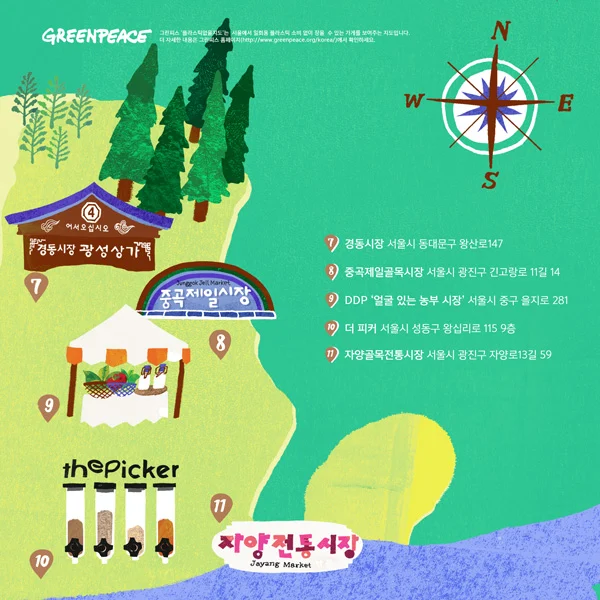 GREENPEACE
그린피스 '플라스틱없을지도'는 서울에서 일회용 플라스틱 소비 없이 장을 볼 수 있는 가게를 보여주는 지도입니다.
더 자세한 내용은 그린피스 홈페이지(http://www.greenpeace.org/korea/)에서 확인하세요.
N
W
E
S
4
어서오십시오
경동시장 광성상가
7
Junggok Jeil Market
중곡제일시장
8
9
thePicker
10
11
자양전통시장
Jayang Market
7 경동시장 서울시 동대문구 왕산로147
8 중곡제일골목시장 서울시 광진구 긴고랑로 11길 14
9 DDP '얼굴 있는 농부 시장' 서울시 중구 을지로 281
10 더 피커 서울시 성동구 왕십리로 115 9층
11 자양골목전통시장 서울시 광진구 자양로13길 59